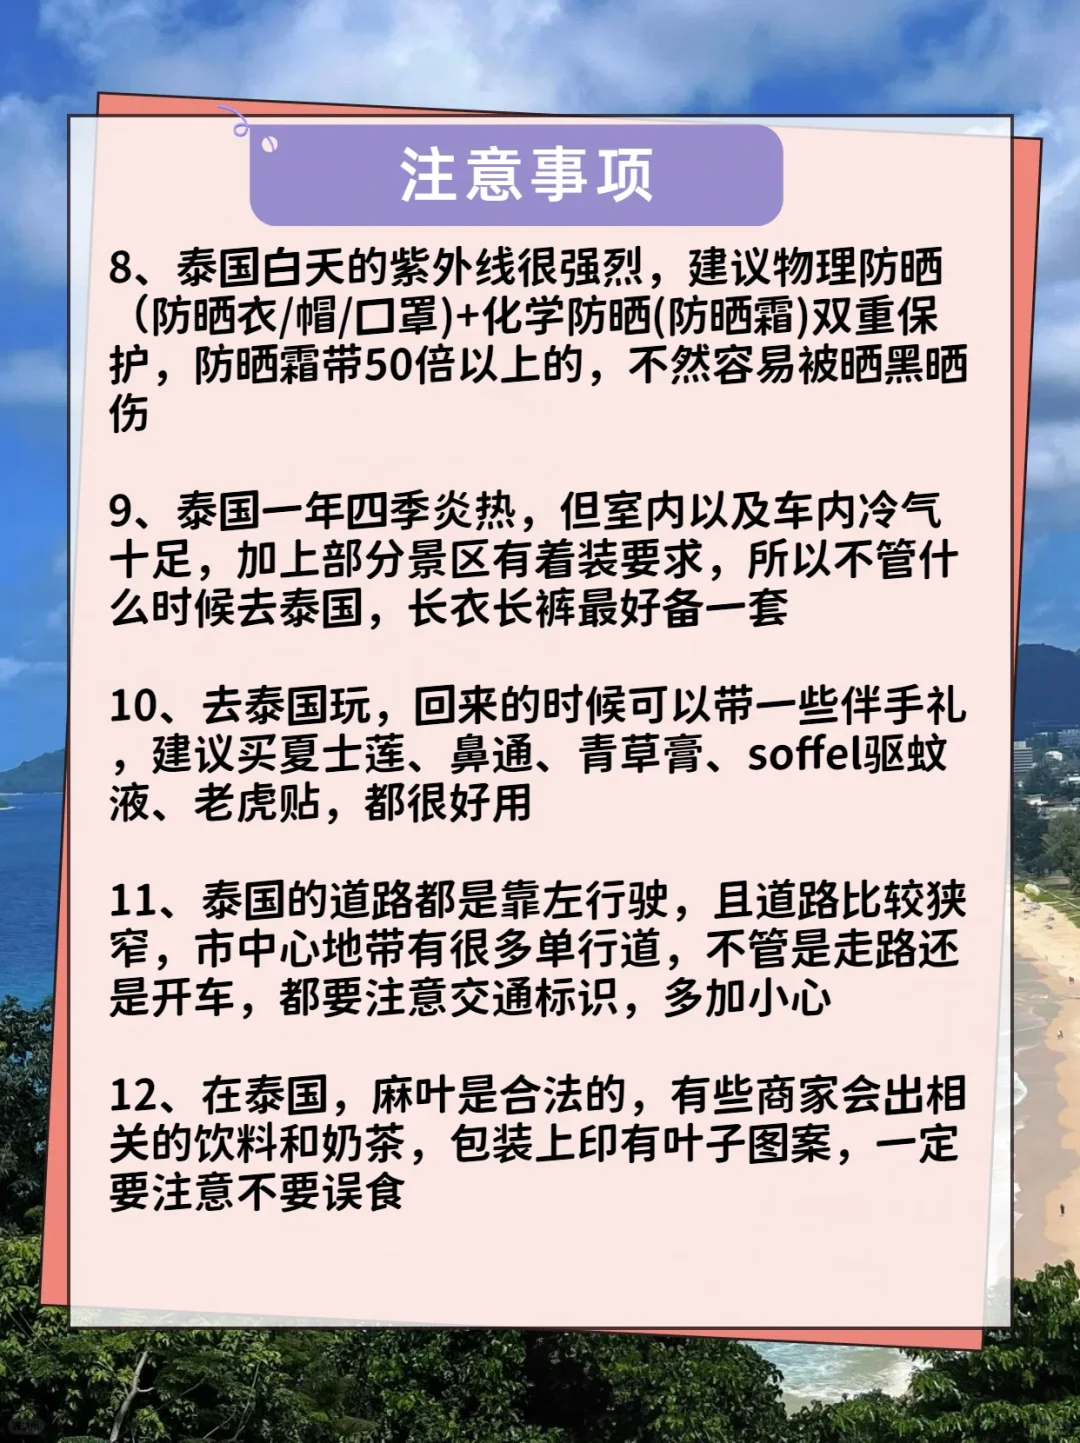 注意事项
8、泰国白天的紫外线很强烈，建议物理防晒
（防晒衣/帽/口罩)+化学防晒(防晒霜)双重保
护，防晒霜带50倍以上的，不然容易被晒黑晒
伤
9、泰国一年四季炎热，但室内以及车内冷气
十足，加上部分景区有着装要求，所以不管什
么时候去泰国，长衣长裤最好备一套
10、去泰国玩，回来的时候可以带一些伴手礼
，建议买夏士莲、鼻通、青草膏、soffel驱蚊
液、老虎贴，都很好用
11、泰国的道路都是靠左行驶，且道路比较狭
窄，市中心地带有很多单行道，不管是走路还
是开车，都要注意交通标识，多加小心
12、在泰国，麻叶是合法的，有些商家会出相
关的饮料和奶茶，包装上印有叶子图案，一定
要注意不要误食